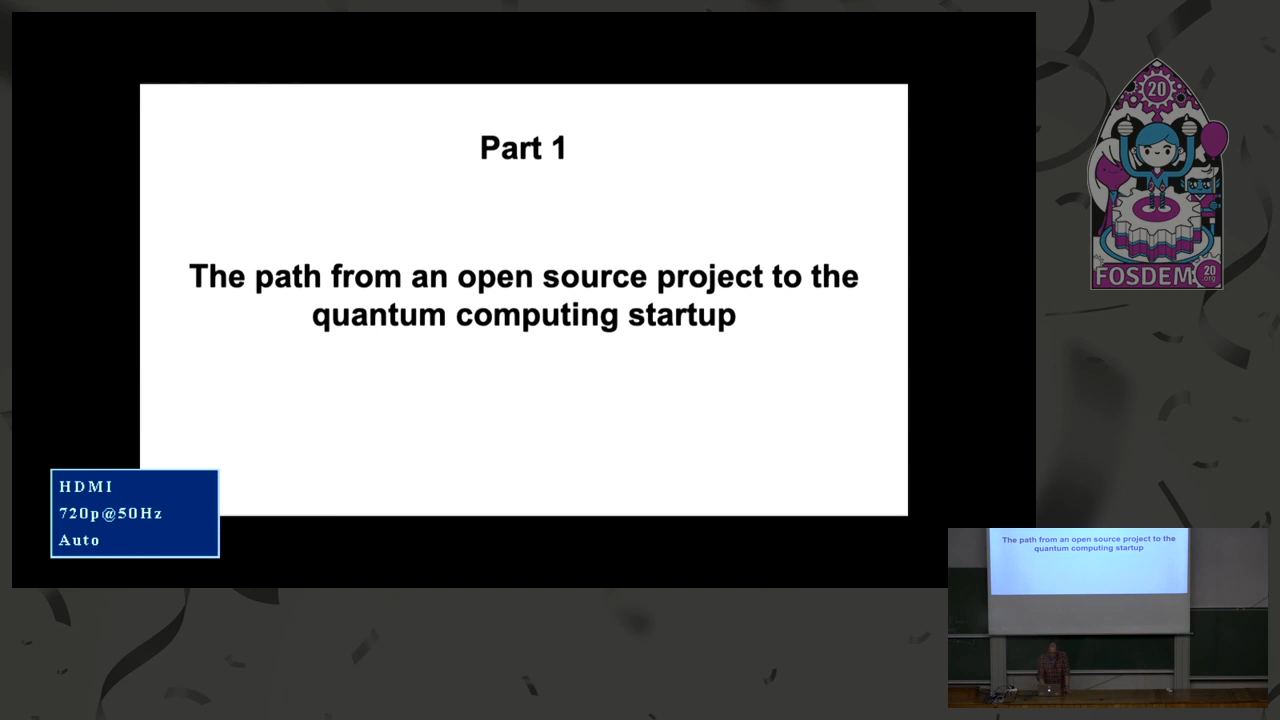 Part 1
The path from an open source project to the
quantum computing startup
HDMI
720p@50Hz
Auto
20
FOSDEM
20
org
The path from an open source project to the
quantum computing startup